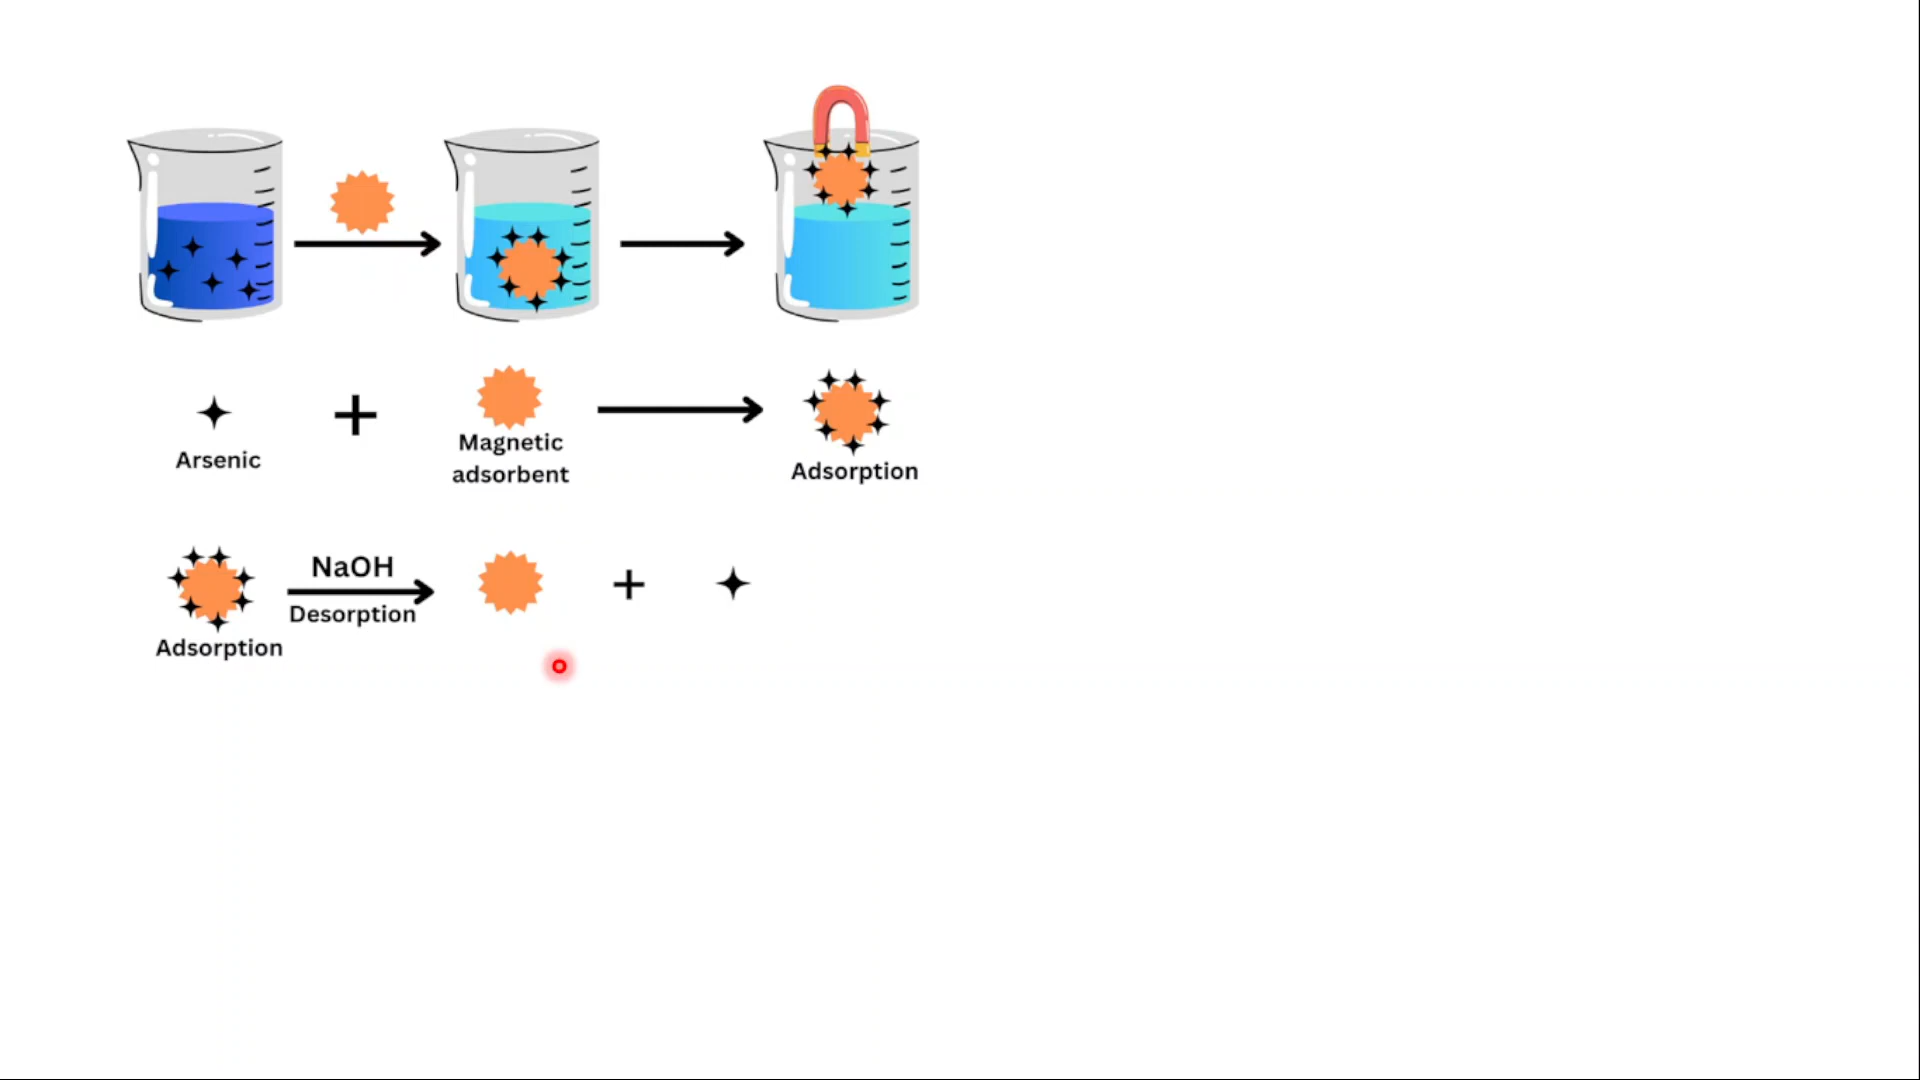 Arsenic
+
Magnetic
adsorbent
Adsorption
NaOH
Desorption
+
Adsorption